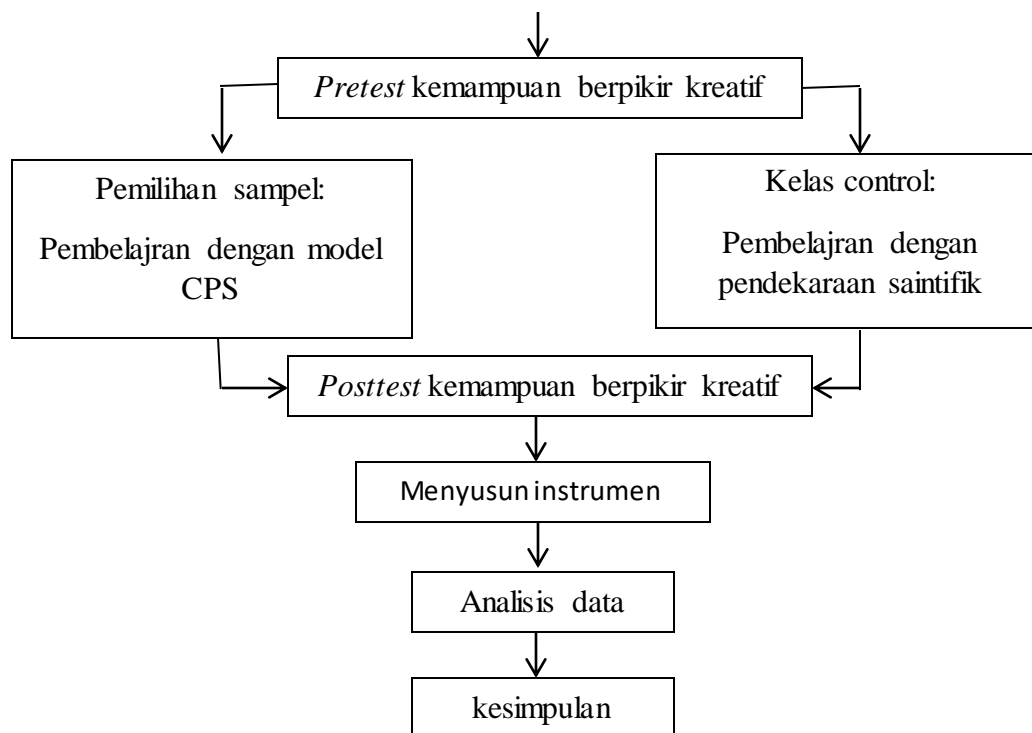 Pretest kemampuan berpikir kreatif
Pemilihan sampel:
Pembelajran dengan model
CPS
Kelas control:
Pembelajran dengan
pendekaraan saintifik
Posttest kemampuan berpikir kreatif
Menyusun instrumen
Analisis data
kesimpulan